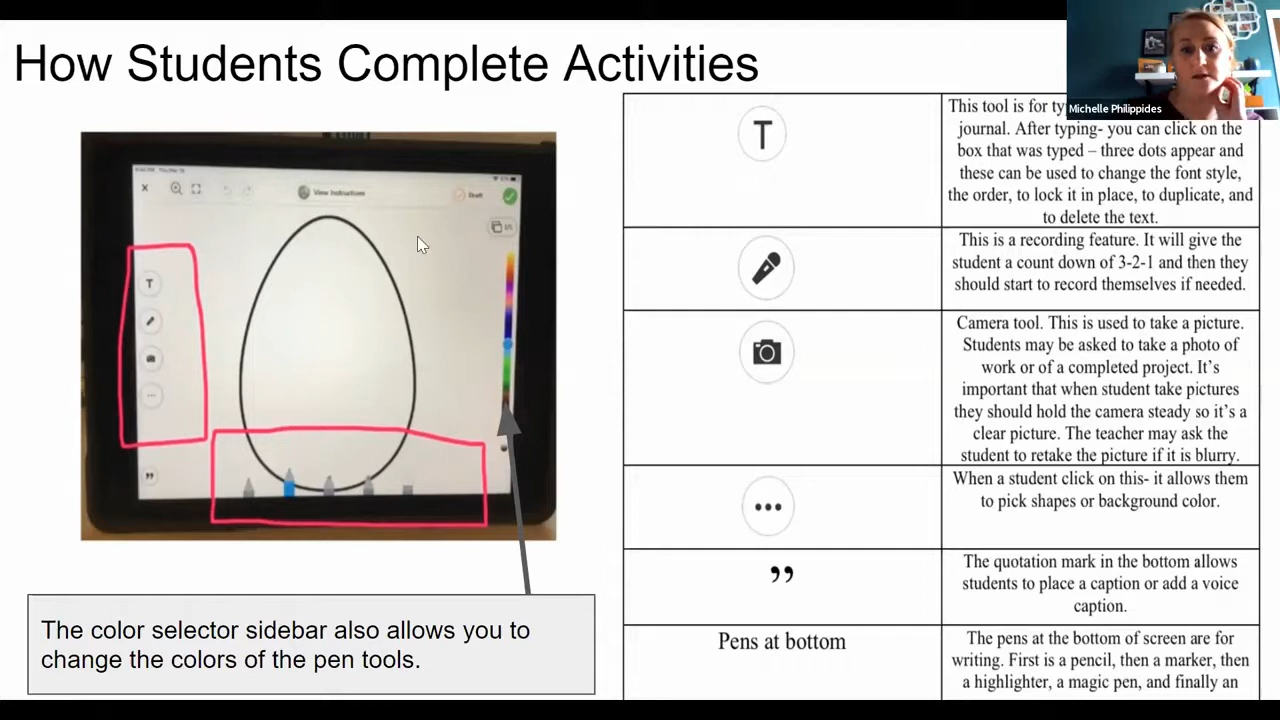 How Students Complete Activities
Michelle Philippides
View Instructions
Draft
T
T
This tool is for
journal. After typing- you can click on the
box that was typed – three dots appear and
these can be used to change the font style,
the order, to lock it in place, to duplicate, and
to delete the text.
This is a recording feature. It will give the
student a count down of 3-2-1 and then they
should start to record themselves if needed.
Camera tool. This is used to take a picture.
Students may be asked to take a photo of
work or of a completed project. It's
important that when student take pictures
they should hold the camera steady so it's a
clear picture. The teacher may ask the
student to retake the picture if it is blurry.
When a student click on this- it allows them
to pick shapes or background color.
”
The quotation mark in the bottom allows
students to place a caption or add a voice
caption.
Pens at bottom
The pens at the bottom of screen are for
writing. First is a pencil, then a marker, then
a highlighter, a magic pen, and finally an
The color selector sidebar also allows you to
change the colors of the pen tools.